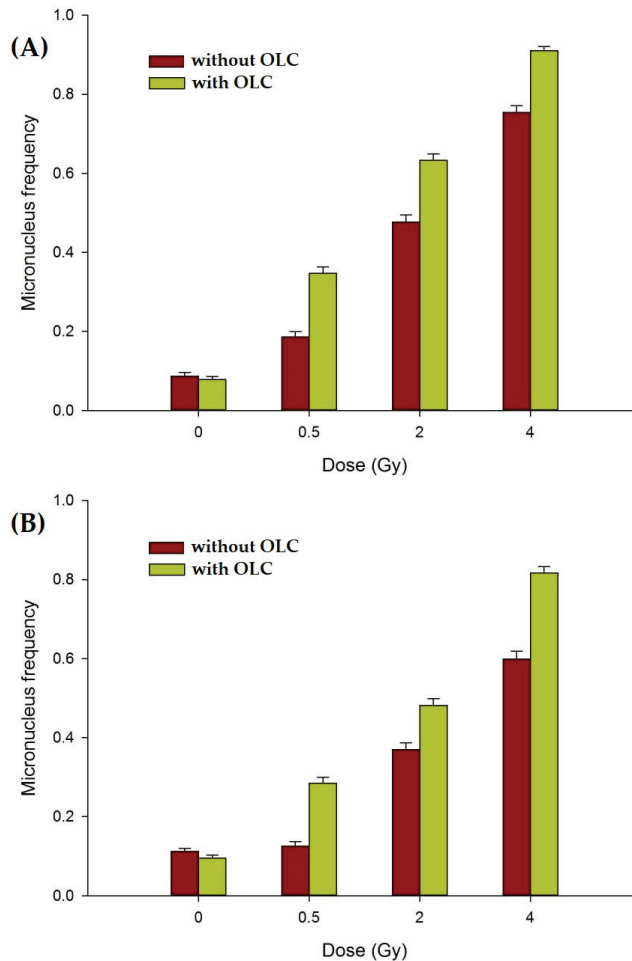 (A)
1.0
without OLC
with OLC
0.8
0.6
0.4
0.2
0.0
Micronucleus frequency
0 0.5 2 4
Dose (Gy)
(B)
1.0
without OLC
with OLC
0.8
0.6
0.4
0.2
0.0
Micronucleus frequency
0 0.5 2 4
Dose (Gy)